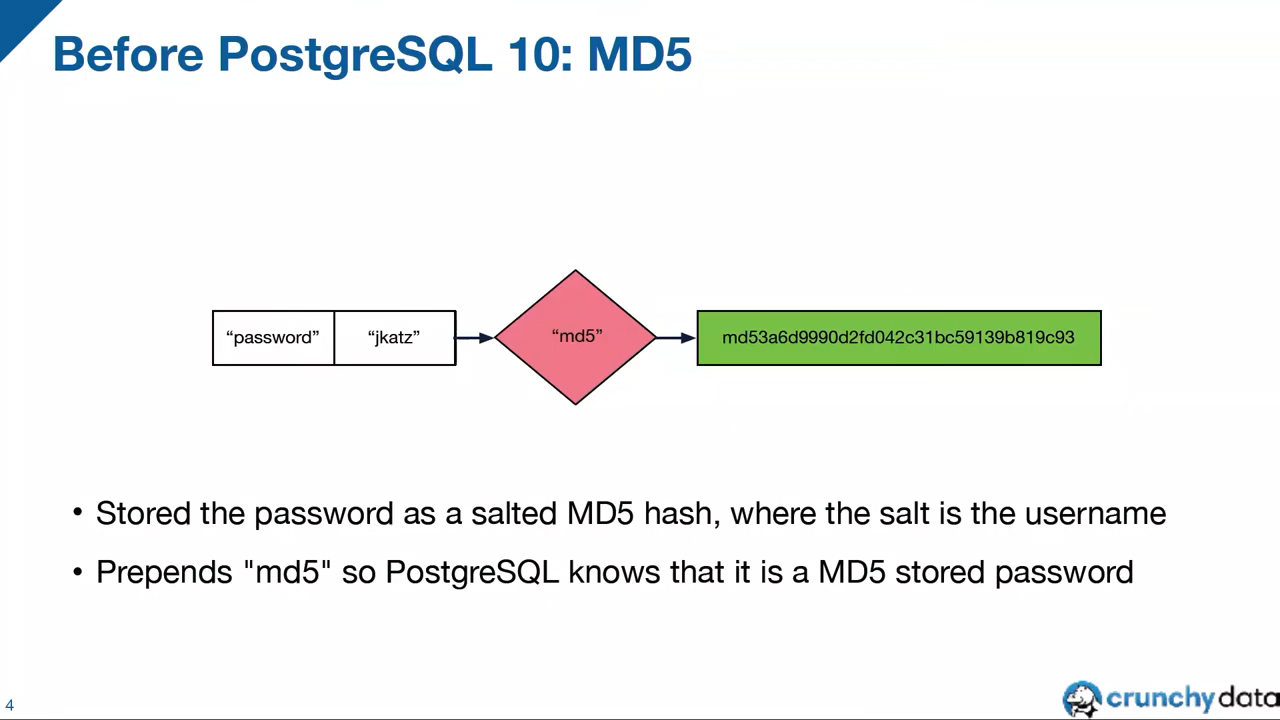 Before PostgreSQL 10: MD5
“password” “jkatz” “md5” md53a6d9990d2fd042c31bc59139b819c93
• Stored the password as a salted MD5 hash, where the salt is the username
• Prepends "md5" so PostgreSQL knows that it is a MD5 stored password
4
crunchydata